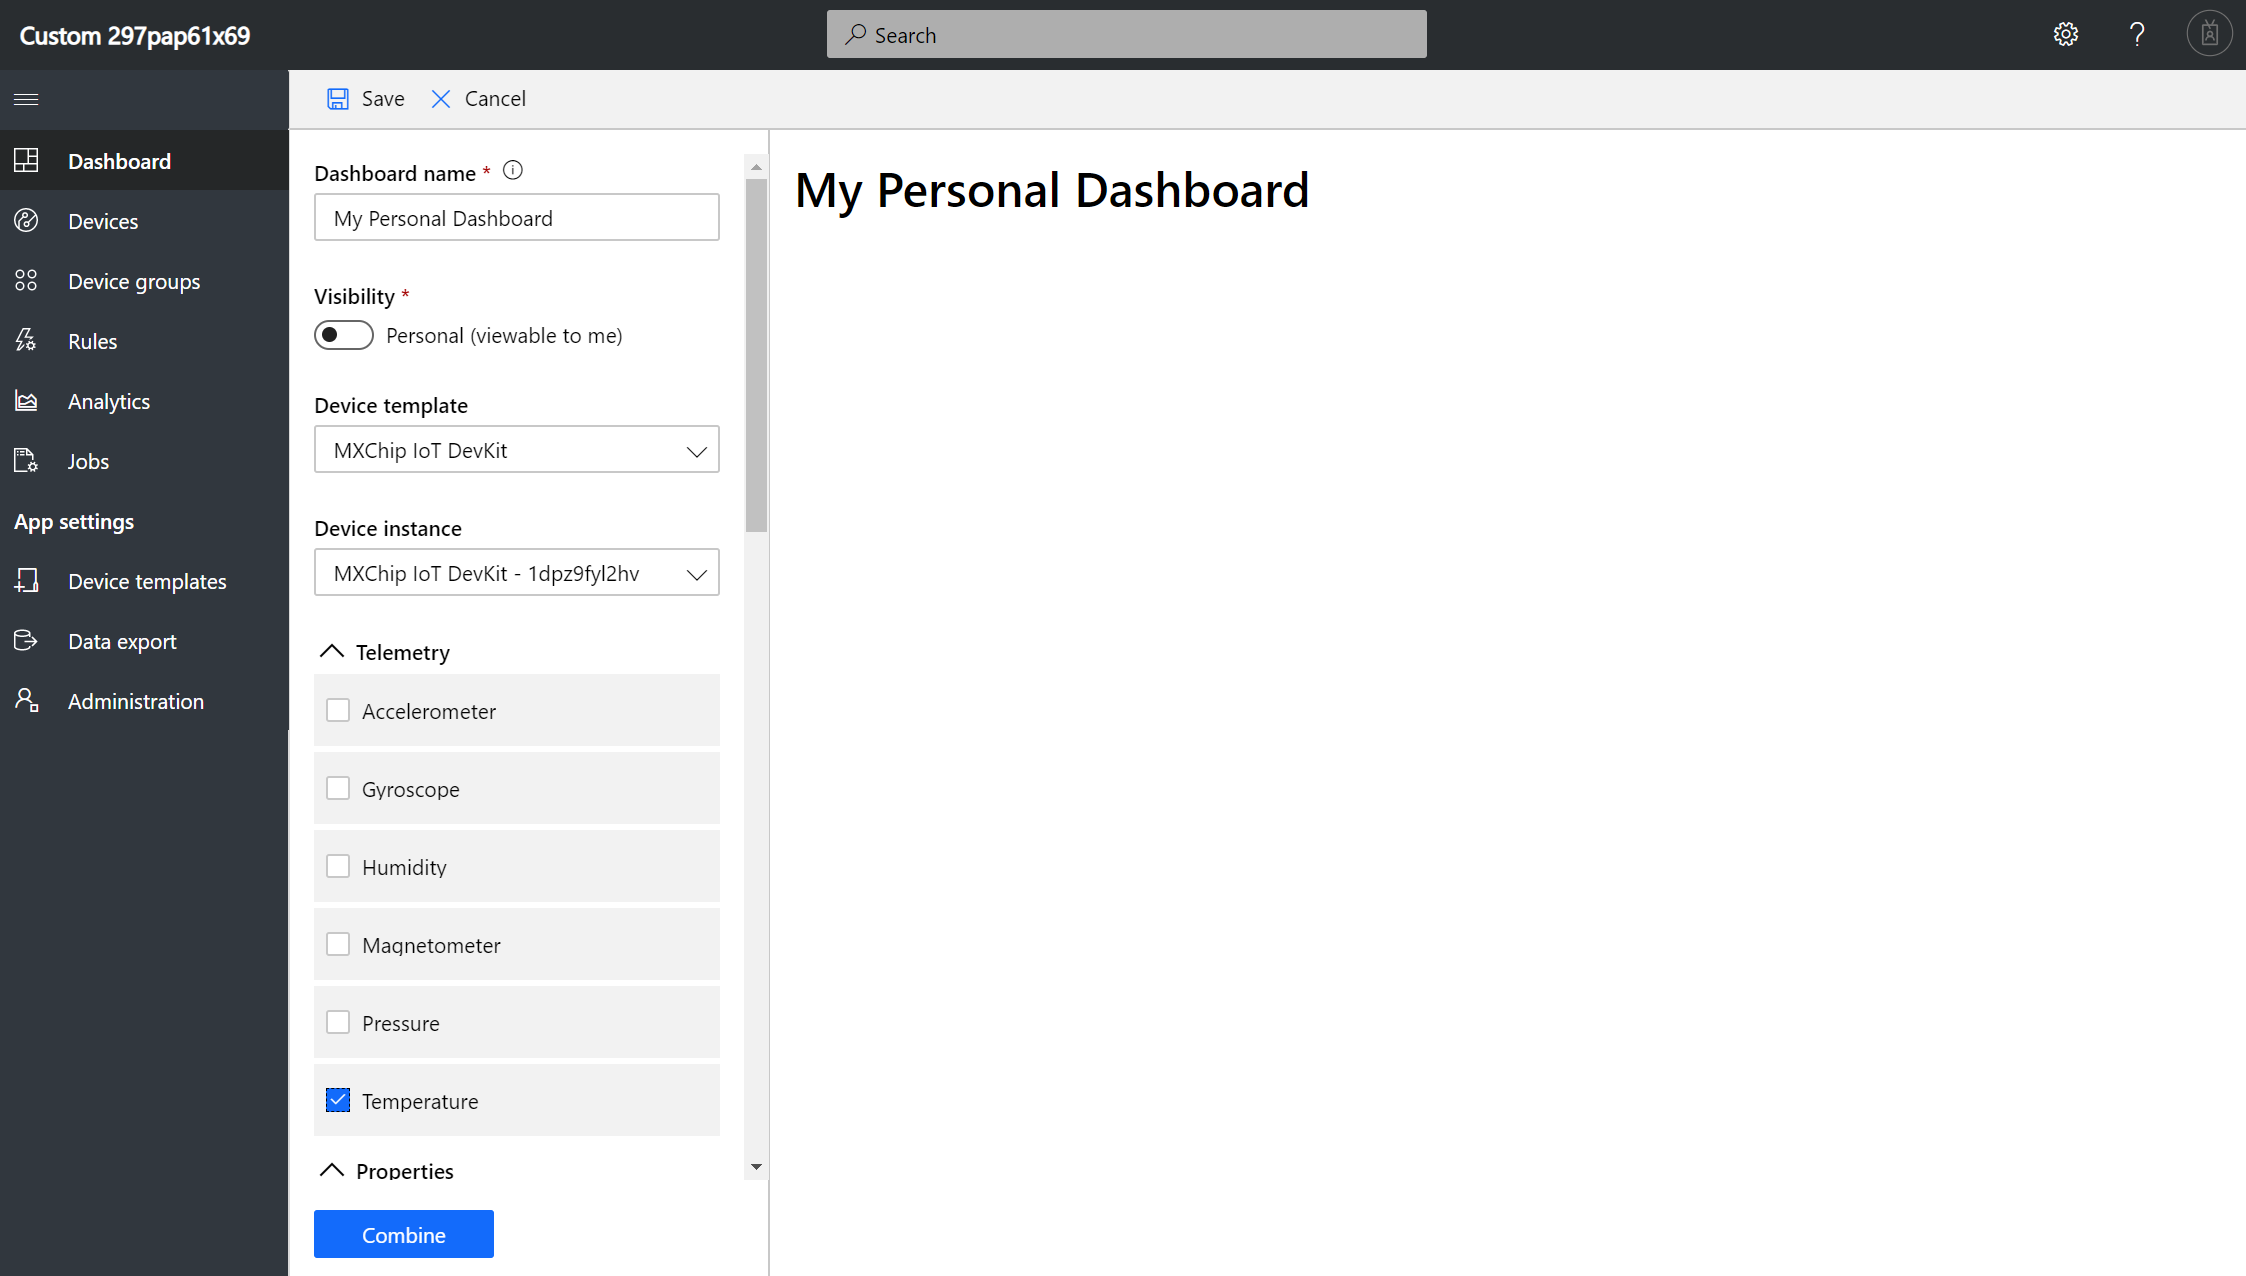 Custom 297pap61x69
Search
?
Save
Cancel
Dashboard
Devices
Device groups
Rules
Analytics
Jobs
App settings
Device templates
Data export
Administration
Dashboard name *
My Personal Dashboard
Visibility *
Personal (viewable to me)
Device template
MXChip IoT DevKit
Device instance
MXChip IoT DevKit - 1dpz9fyl2hv
Telemetry
Accelerometer
Gyroscope
Humidity
Magnetometer
Pressure
Temperature
Properties
Combine
My Personal Dashboard